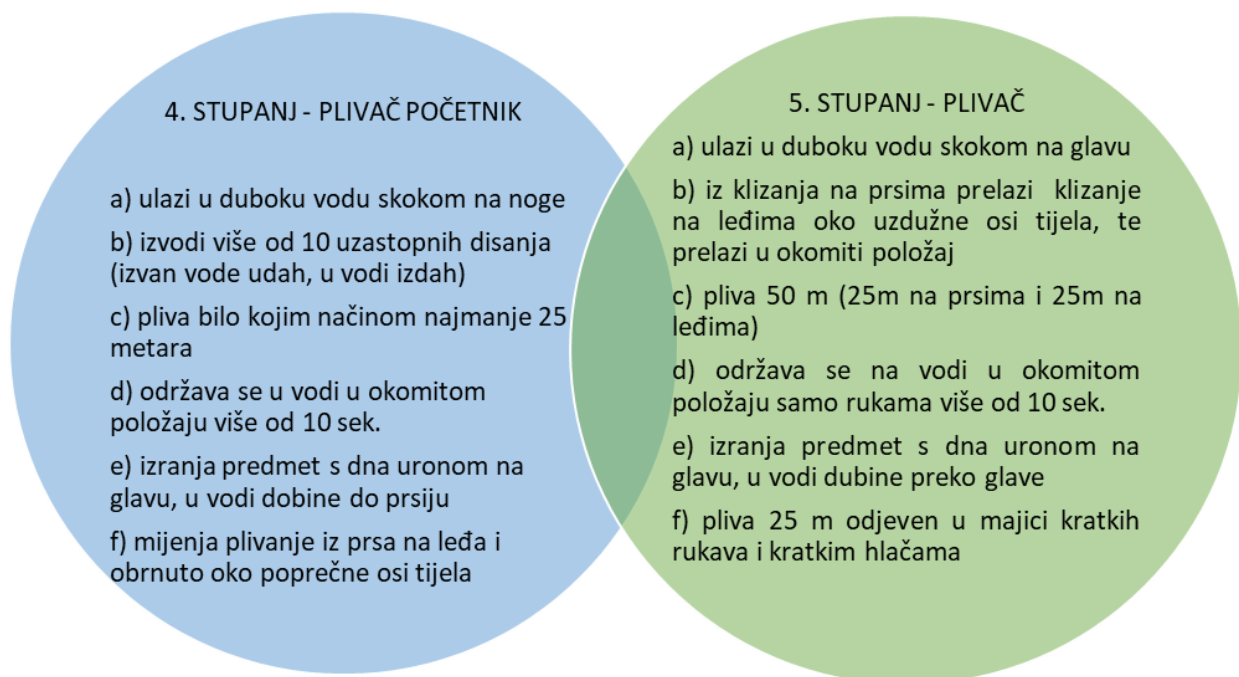 4. STUPANJ - PLIVAČ POČETNIK
a) ulazi u duboku vodu skokom na noge
b) izvodi više od 10 uzastopnih disanja
(izvan vode udah, u vodi izdah)
c) pliva bilo kojim načinom najmanje 25
metara
d) održava se u vodi u okomitom
položaju više od 10 sek.
e) izranja predmet s dna uronom na
glavu, u vodi dobine do prsiju
f) mijenja plivanje iz prsa na leđa i
obrnuto oko poprečne osi tijela
5. STUPANJ - PLIVAČ
a) ulazi u duboku vodu skokom na glavu
b) iz klizanja na prsima prelazi klizanje
na leđima oko uzdužne osi tijela, te
prelazi u okomiti položaj
c) pliva 50 m (25m na prsima i 25m na
leđima)
d) održava se na vodi u okomitom
položaju samo rukama više od 10 sek.
e) izranja predmet s dna uronom na
glavu, u vodi dubine preko glave
f) pliva 25 m odjeven u majici kratkih
rukava i kratkim hlačama